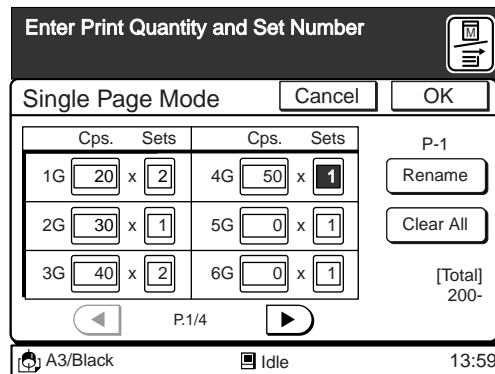 Enter Print Quantity and Set Number
M
Single Page Mode Cancel OK
Cps. Sets Cps. Sets P-1
1G 20 x 2 4G 50 x 1 Rename
2G 30 x 1 5G 0 x 1 Clear All
3G 40 x 2 6G 0 x 1 [Total]
200-
P.1/4
A3/Black Idle 13:59